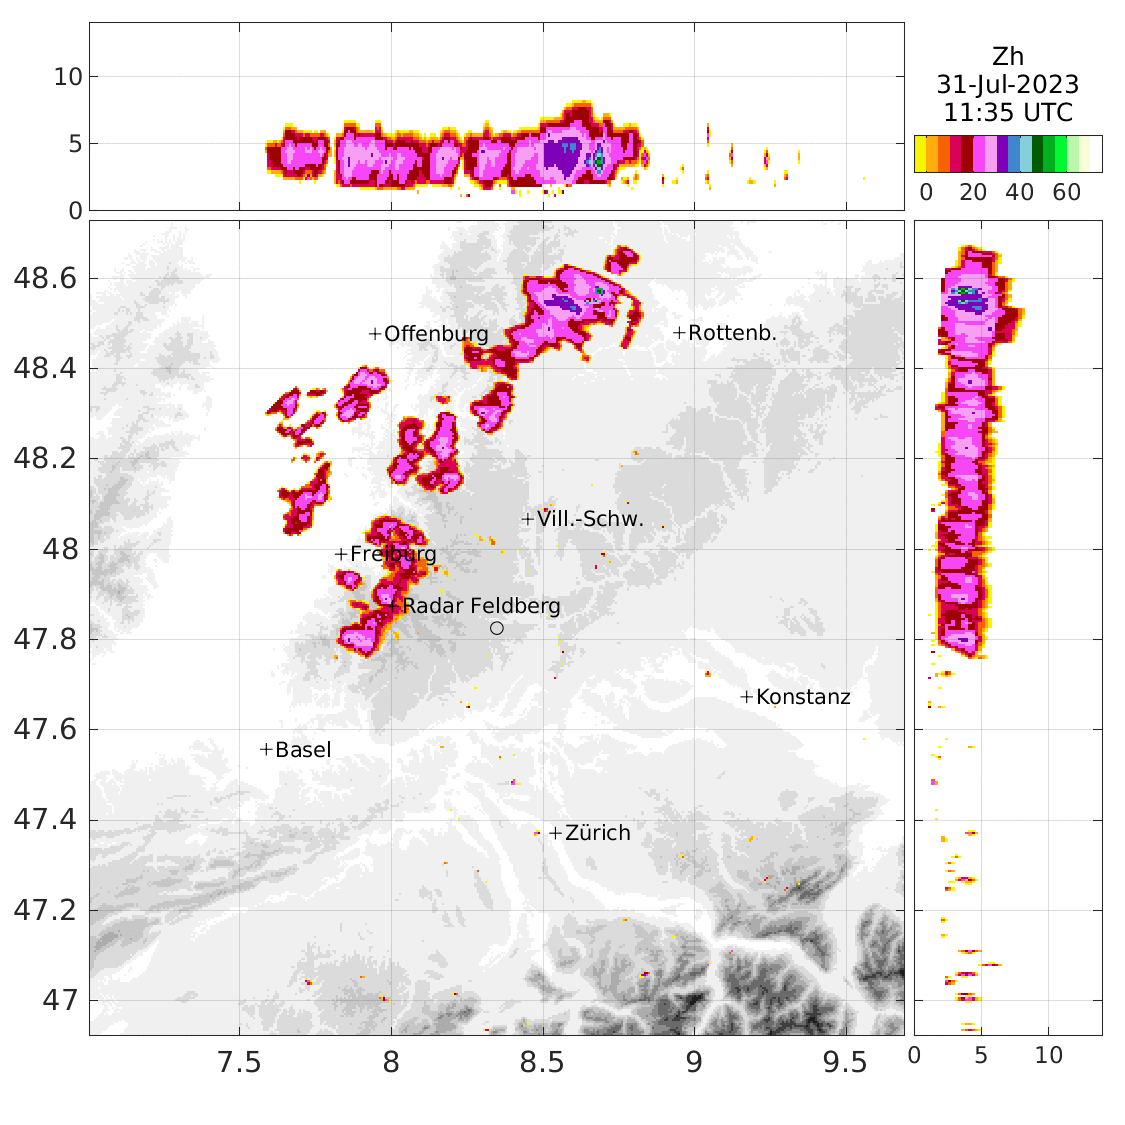 10
5
0
Zh
31-Jul-2023
11:35 UTC
0 20 40 60
48.6
48.4
48.2
48
47.8
47.6
47.4
47.2
47
+Offenburg
+Rottenb.
+Vill.-Schw.
+Freiburg
+Radar Feldberg
+Konstanz
+Basel
+Zürich
7.5 8 8.5 9 9.5
0 5 10